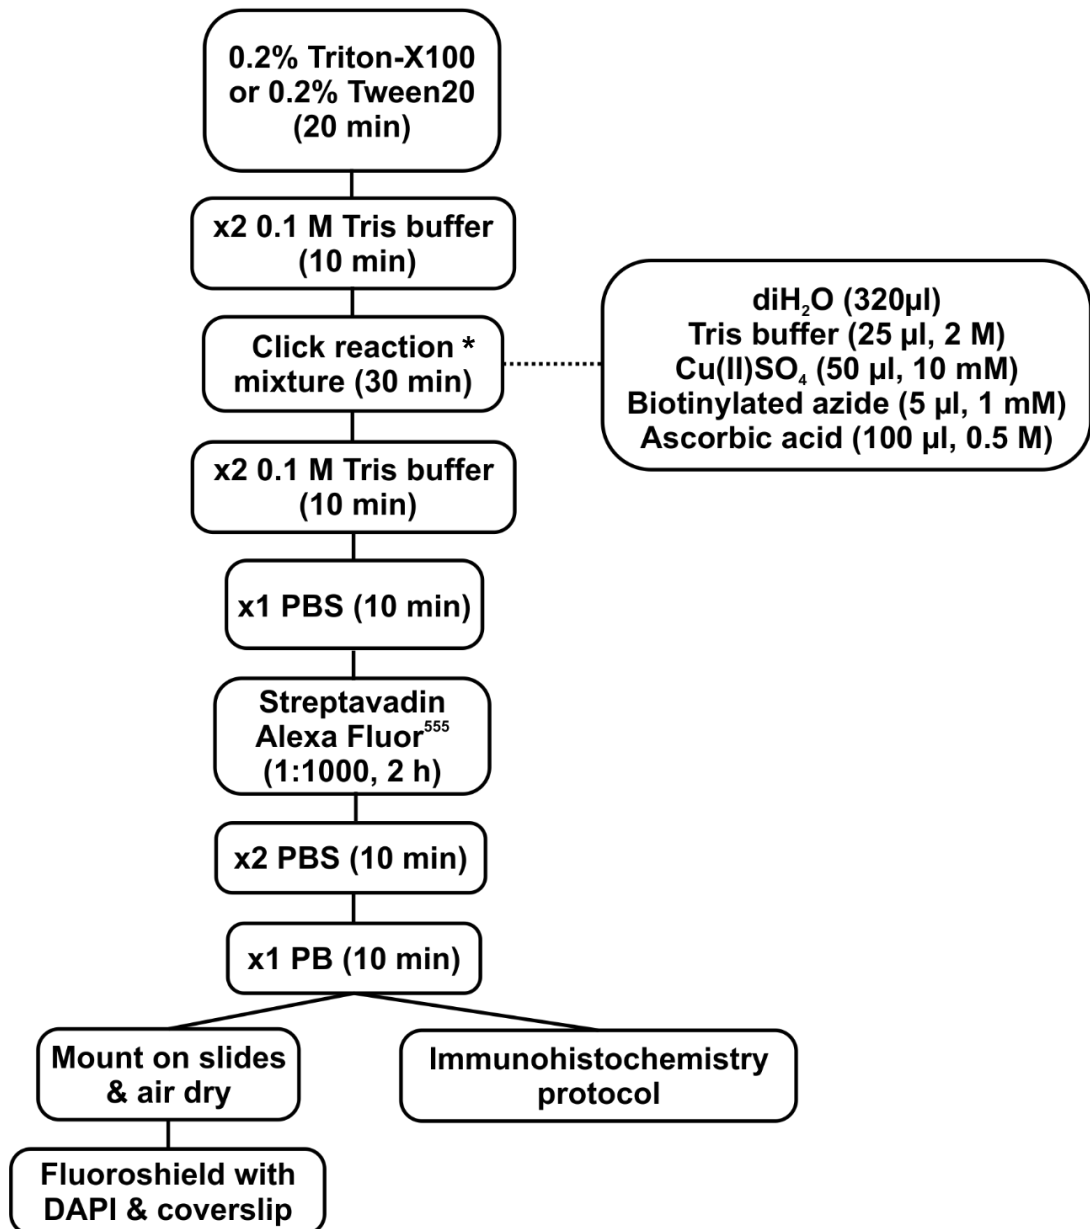 0.2% Triton-X100
or 0.2% Tween20
(20 min)
x2 0.1 M Tris buffer
(10 min)
Click reaction *
mixture (30 min)
diH₂O (320µl)
Tris buffer (25 µl, 2 M)
Cu(II)SO₄ (50 µl, 10 mM)
Biotinylated azide (5 µl, 1 mM)
Ascorbic acid (100 µl, 0.5 M)
x2 0.1 M Tris buffer
(10 min)
x1 PBS (10 min)
Streptavadin
Alexa Fluor⁵⁵⁵
(1:1000, 2 h)
x2 PBS (10 min)
x1 PB (10 min)
Mount on slides
& air dry
Immunohistochemistry
protocol
Fluoroshield with
DAPI & coverslip